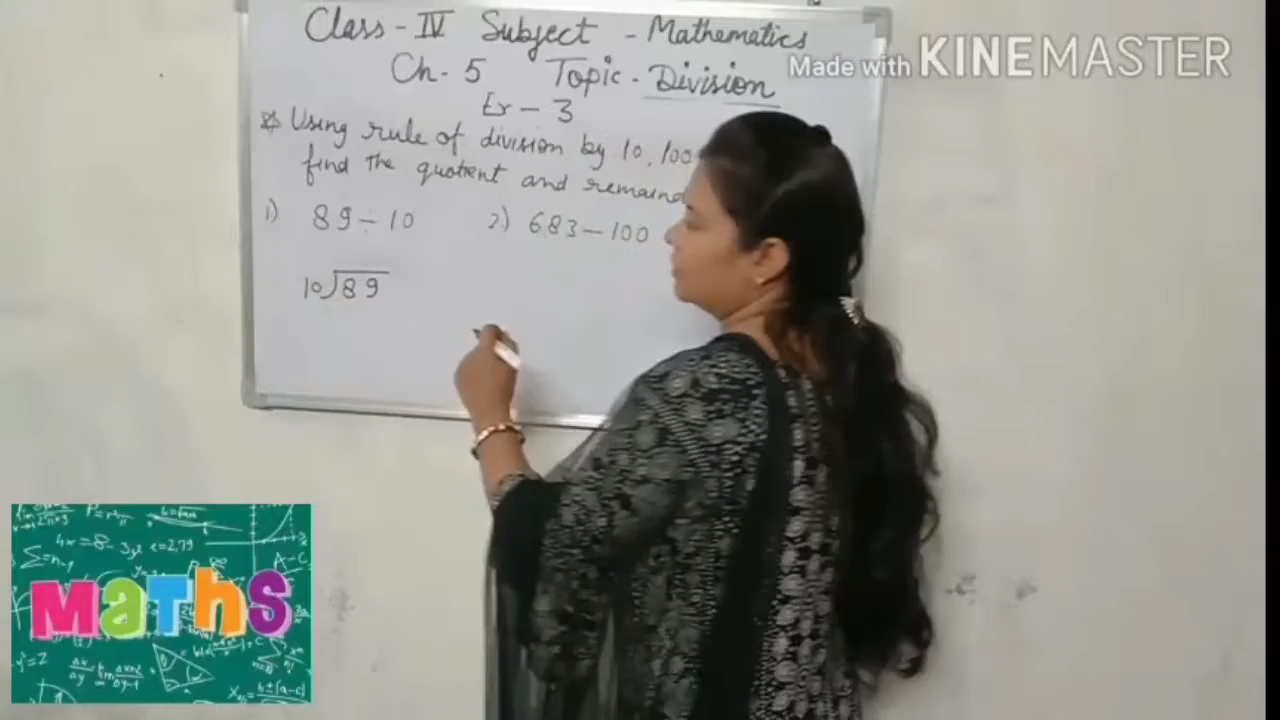 Class - IV Subject - Mathematics
Made with KINEMASTER
Ch - 5 Topic - Division
Ex - 3
Using rule of division by 10, 100
find the quotient and remaind
1) 89 ÷ 10 2.) 683 — 100
10)89
MaTHS